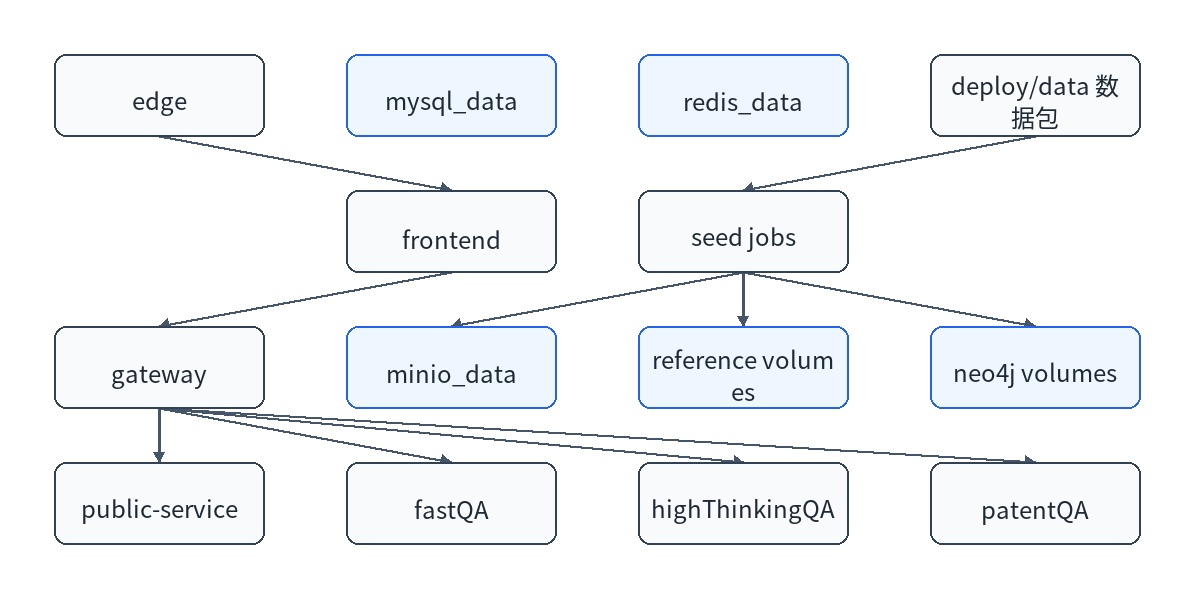 edge
mysql_data
redis_data
deploy/data 数
据包
frontend
seed jobs
gateway
minio_data
reference volum
es
neo4j volumes
public-service
fastQA
highThinkingQA
patentQA